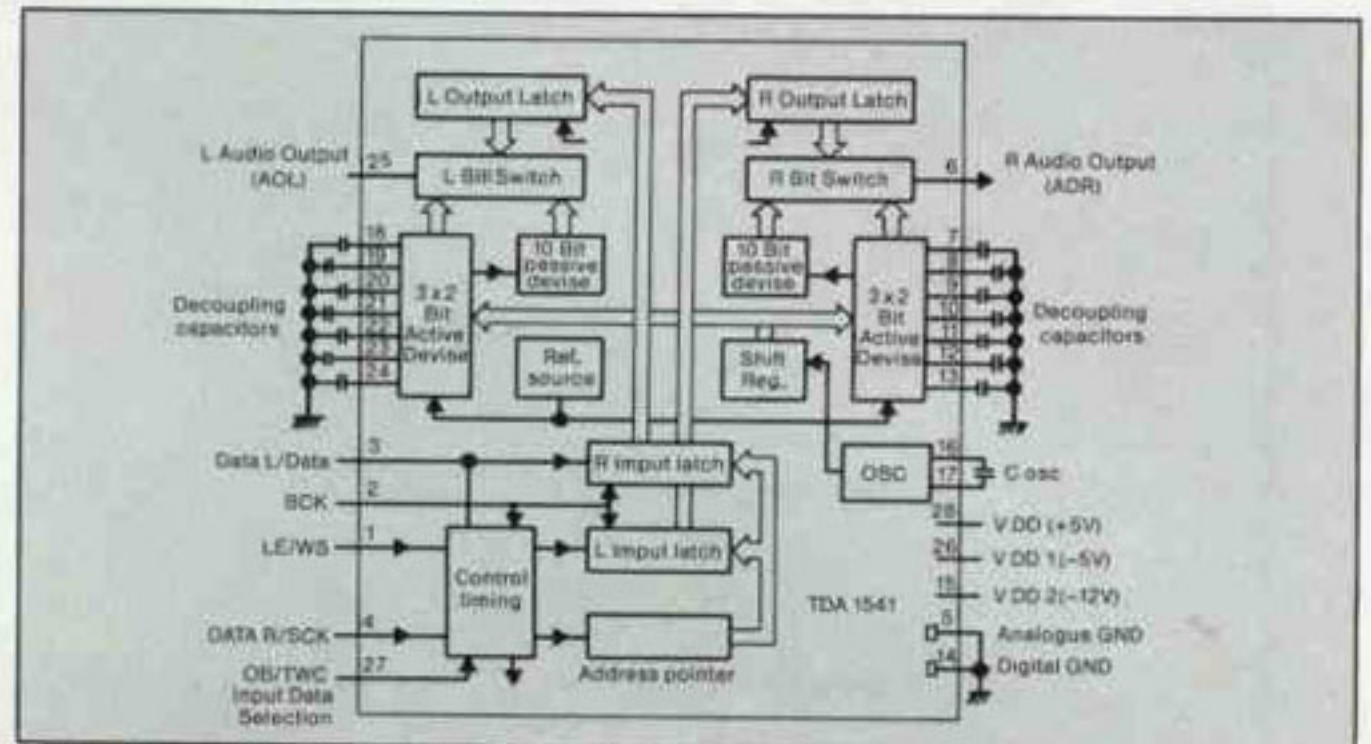 L Output Latch
R Output Latch
L Audio Output
(AOL)
25
L Bill Switch
R Bit Switch
6
R Audio Output
(ADR)
18
19
20
21
22
23
24
Decoupling
capacitors
3 x 2
Bit
Active
Devise
10 Bit
passive
devise
10 Bit
passive
devise
3 x 2
Bit
Active
Devise
7
8
9
10
11
12
13
Decoupling
capacitors
Ref.
source
Shift
Reg.
Data L/Data
3
R Imput latch
OSC
16
17
C osc
BCK
2
LE/WS
1
Control
timing
L Imput latch
28
V DD (+5V)
26
V DD 1 (-5V)
15
V DD 2 (-12V)
TDA 1541
DATA R/SCK
4
Address pointer
5
Analogus GND
14
Digital GND
OB/TWC
27
Input Data
Selection